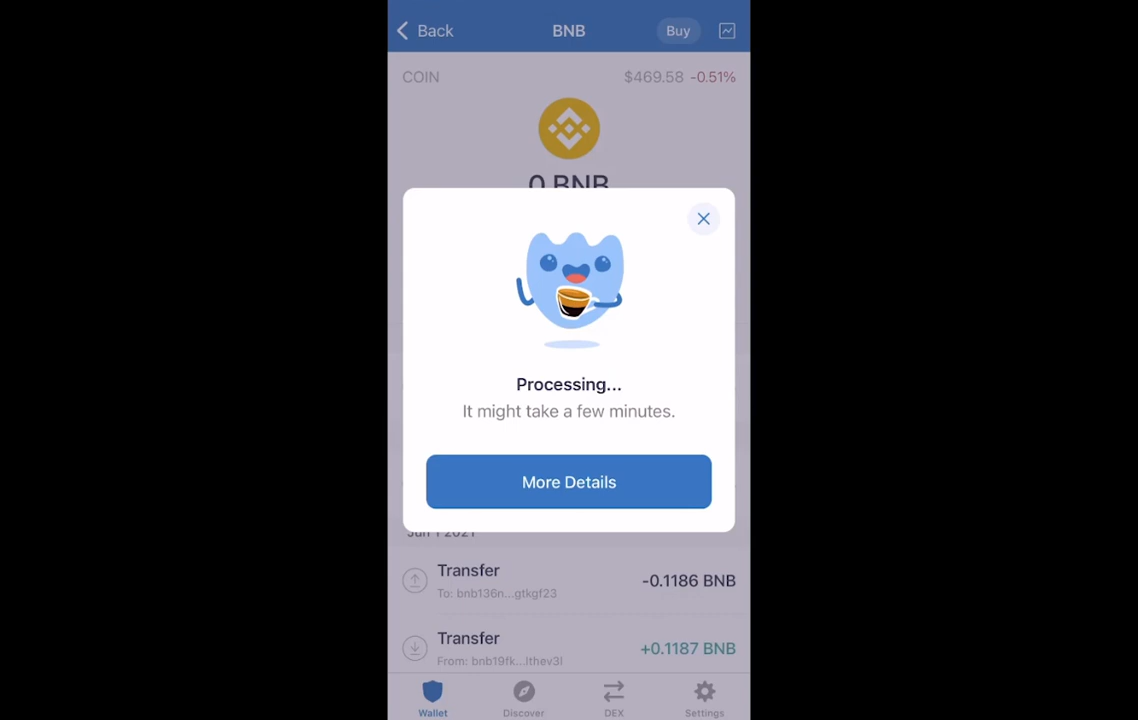 Back
BNB
Buy
COIN
$469.58 -0.51%
0 BNB
Processing...
It might take a few minutes.
More Details
Jun 1 2021
Transfer
-0.1186 BNB
To: bnb136n...gtkgf23
Transfer
+0.1187 BNB
From: bnb19fk...lthev3l
Wallet
Discover
DEX
Settings